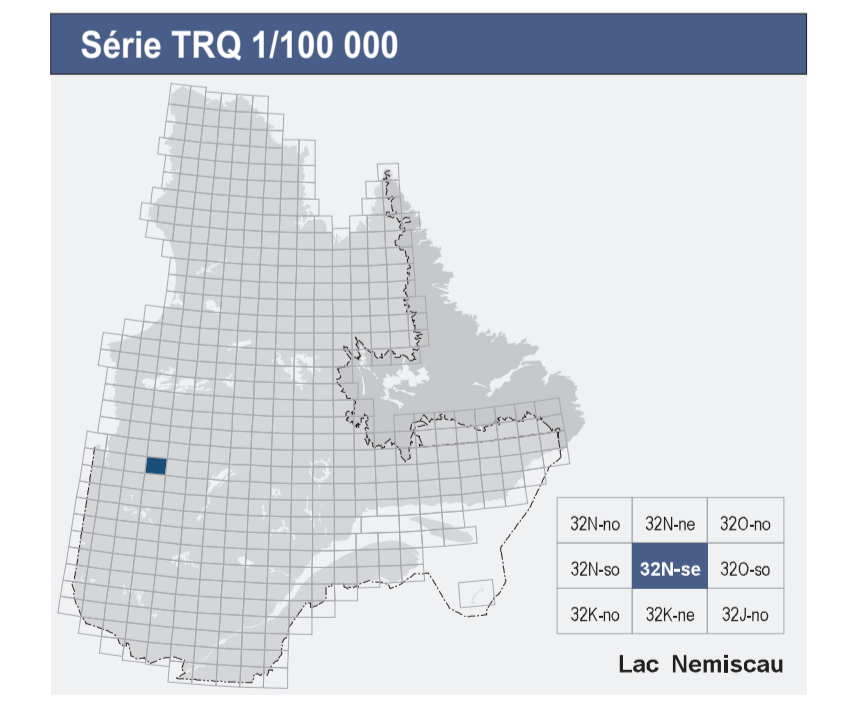 Série TRQ 1/100 000
32N-no 32N-ne 32O-no
32N-so 32N-se 32O-so
32K-no 32K-ne 32J-no
Lac Nemiscau